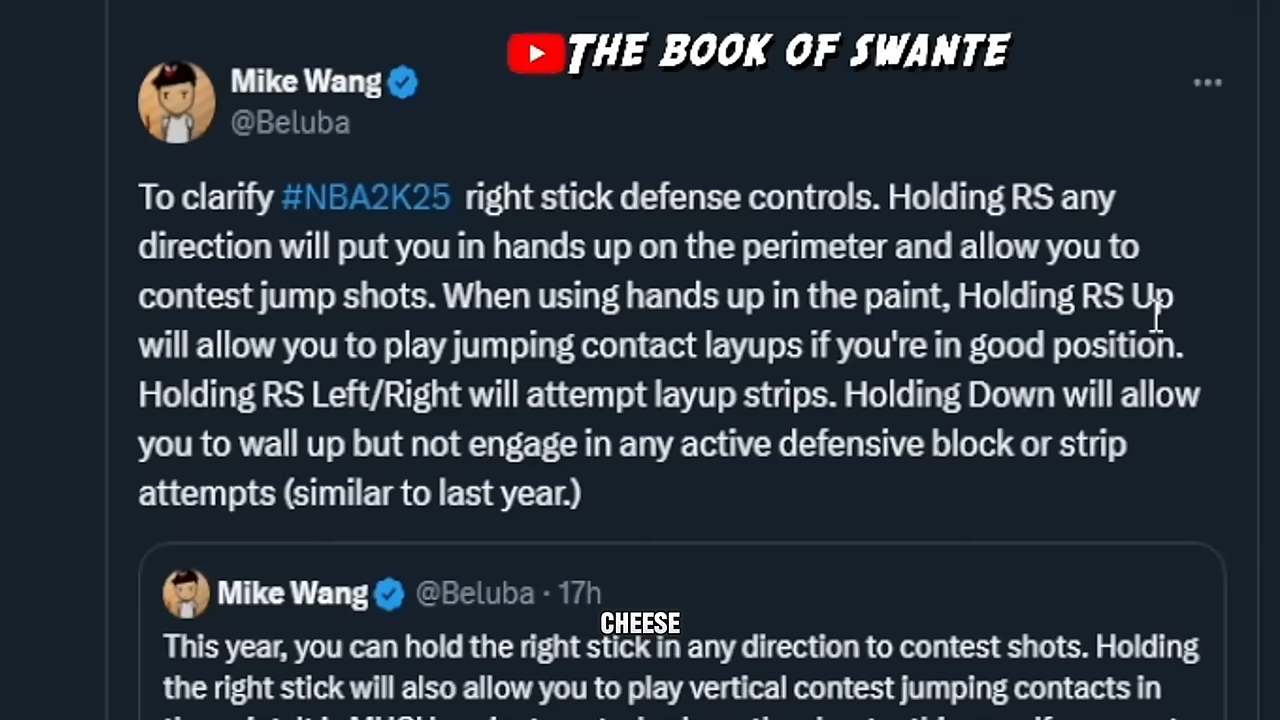 THE BOOK OF SWANTE
Mike Wang
@Beluba
To clarify #NBA2K25 right stick defense controls. Holding RS any
direction will put you in hands up on the perimeter and allow you to
contest jump shots. When using hands up in the paint, Holding RS Up
will allow you to play jumping contact layups if you're in good position.
Holding RS Left/Right will attempt layup strips. Holding Down will allow
you to wall up but not engage in any active defensive block or strip
attempts (similar to last year.)
Mike Wang @Beluba · 17h
CHEESE
This year, you can hold the right stick in any direction to contest shots. Holding
the right stick will also allow you to play vertical contest jumping contacts in